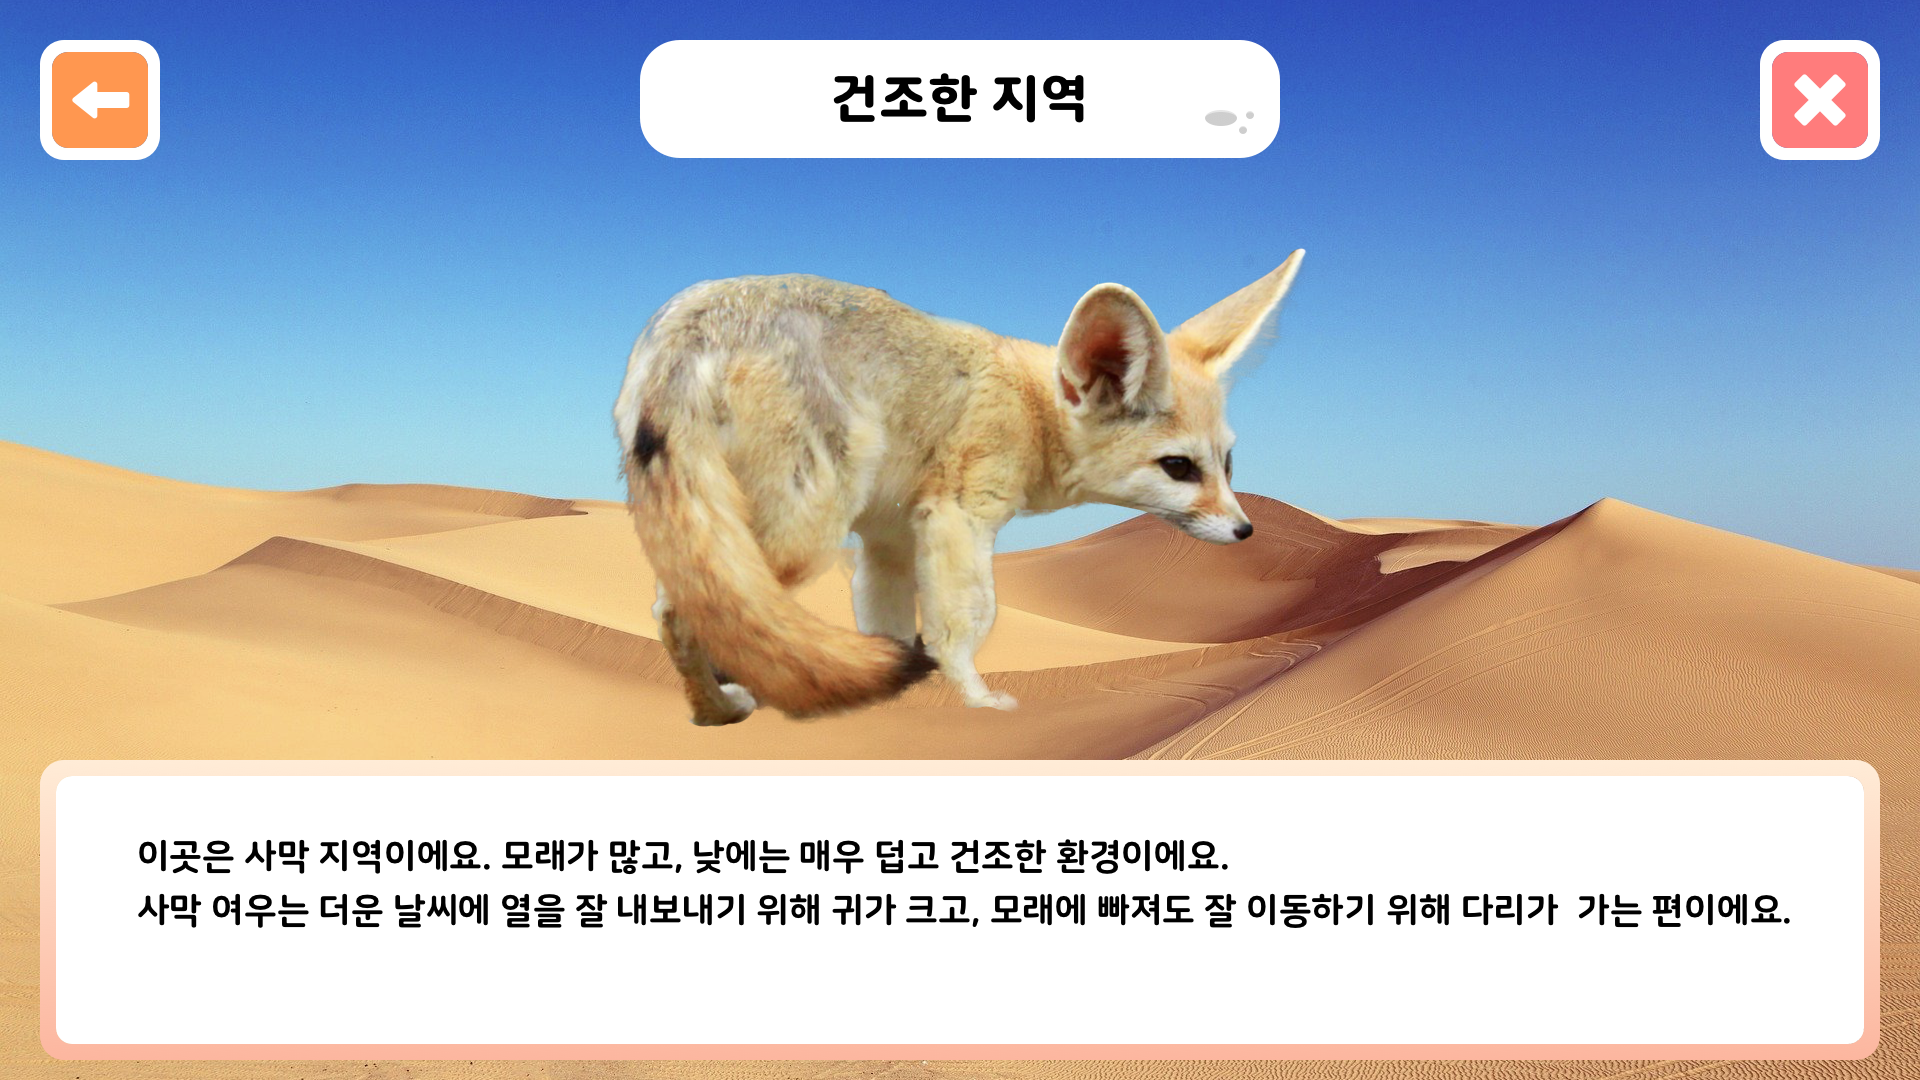 건조한 지역
이곳은 사막 지역이에요. 모래가 많고, 낮에는 매우 덥고 건조한 환경이에요.
사막 여우는 더운 날씨에 열을 잘 내보내기 위해 귀가 크고, 모래에 빠져도 잘 이동하기 위해 다리가  가는 편이에요.